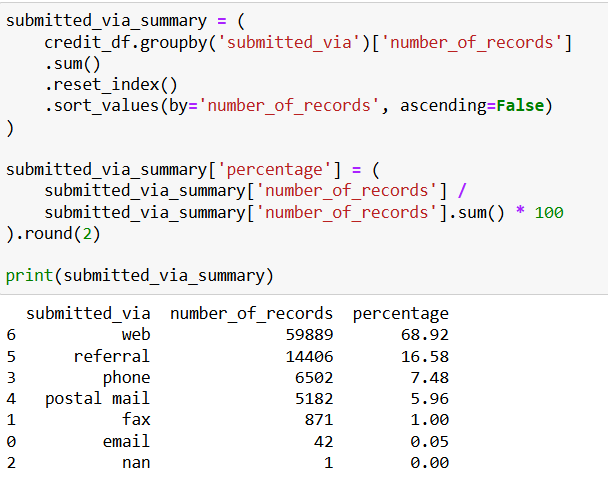 submitted_via_summary = (
    credit_df.groupby('submitted_via')['number_of_records']
    .sum()
    .reset_index()
    .sort_values(by='number_of_records', ascending=False)
)

submitted_via_summary['percentage'] = (
    submitted_via_summary['number_of_records'] /
    submitted_via_summary['number_of_records'].sum() * 100
).round(2)

print(submitted_via_summary)

  submitted_via  number_of_records  percentage
6           web              59889       68.92
5      referral              14406       16.58
3         phone               6502        7.48
4   postal mail               5182        5.96
1           fax                871        1.00
0         email                 42        0.05
2           nan                  1        0.00